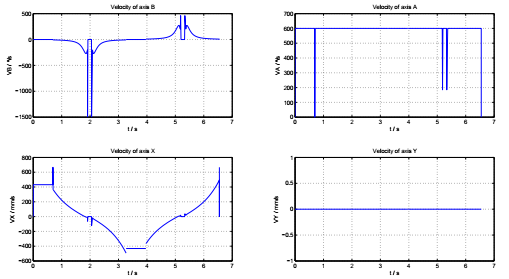 Velocity of axis B
500
0
−500
−1000
−1500
VB / °/s
0 1 2 3 4 5 6 7
t / s
Velocity of axis A
700
600
500
400
300
200
100
0
VA / °/s
0 1 2 3 4 5 6 7
t / s
Velocity of axis X
800
600
400
200
0
−200
−400
−600
VX / mm/s
0 1 2 3 4 5 6 7
t / s
Velocity of axis Y
1
0.5
0
−0.5
−1
VY / mm/s
0 1 2 3 4 5 6 7
t / s